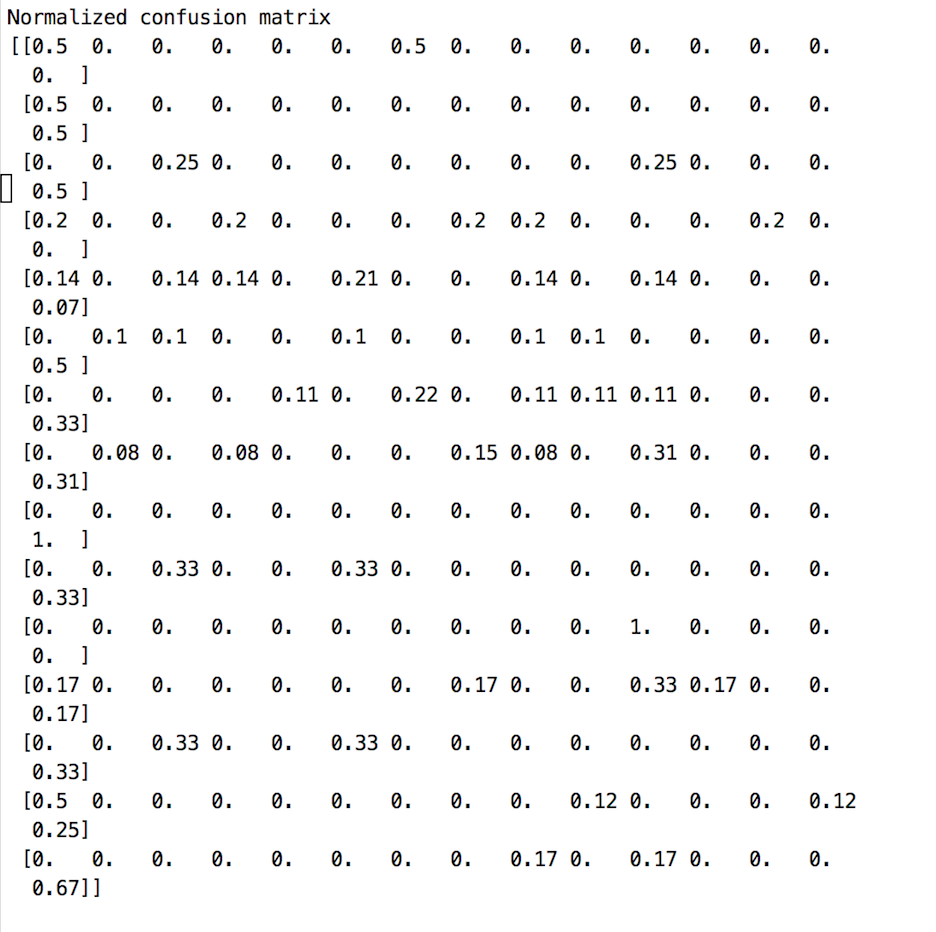 Normalized confusion matrix
[[0.5  0.   0.   0.   0.   0.   0.5  0.   0.   0.   0.   0.   0.   0.
  0.  ]
 [0.5  0.   0.   0.   0.   0.   0.   0.   0.   0.   0.   0.   0.   0.
  0.5 ]
 [0.   0.   0.25 0.   0.   0.   0.   0.   0.   0.   0.25 0.   0.   0.
  0.5 ]
 [0.2  0.   0.   0.2  0.   0.   0.   0.2  0.2  0.   0.   0.   0.2  0.
  0.  ]
 [0.14 0.   0.14 0.14 0.   0.21 0.   0.   0.14 0.   0.14 0.   0.   0.
  0.07]
 [0.   0.1  0.1  0.   0.   0.1  0.   0.   0.1  0.1  0.   0.   0.   0.
  0.5 ]
 [0.   0.   0.   0.   0.11 0.   0.22 0.   0.11 0.11 0.11 0.   0.   0.
  0.33]
 [0.   0.08 0.   0.08 0.   0.   0.   0.15 0.08 0.   0.31 0.   0.   0.
  0.31]
 [0.   0.   0.   0.   0.   0.   0.   0.   0.   0.   0.   0.   0.   0.
  1.  ]
 [0.   0.   0.33 0.   0.   0.33 0.   0.   0.   0.   0.   0.   0.   0.
  0.33]
 [0.   0.   0.   0.   0.   0.   0.   0.   0.   0.   1.   0.   0.   0.
  0.  ]
 [0.17 0.   0.   0.   0.   0.   0.   0.17 0.   0.   0.33 0.17 0.   0.
  0.17]
 [0.   0.   0.33 0.   0.   0.33 0.   0.   0.   0.   0.   0.   0.   0.
  0.33]
 [0.5  0.   0.   0.   0.   0.   0.   0.   0.   0.12 0.   0.   0.   0.12
  0.25]
 [0.   0.   0.   0.   0.   0.   0.   0.   0.17 0.   0.17 0.   0.   0.
  0.67]]